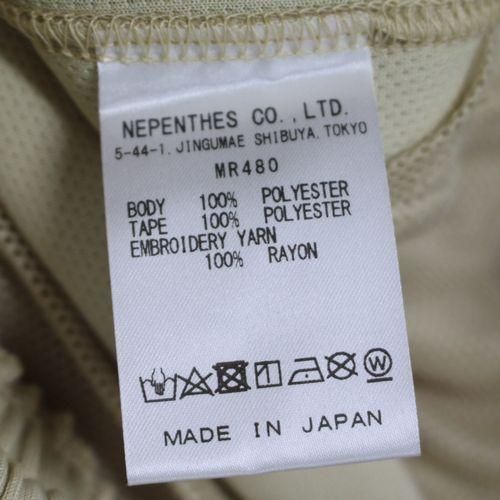 NEPENTHES CO.,LTD.
5-44-1.JINGUMAE SHIBUYA.TOKYO
MR480
BODY 100% POLYESTER
TAPE 100% POLYESTER
EMBROIDERY YARN
100% RAYON
W
MADE IN JAPAN